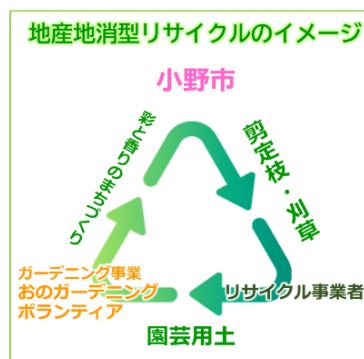 地産地消型リサイクルのイメージ
小野市
彩と香りのまちづくり
剪定枝・刈草
ガーデニング事業
おのガーデニング
ボランティア
リサイクル事業者
園芸用土